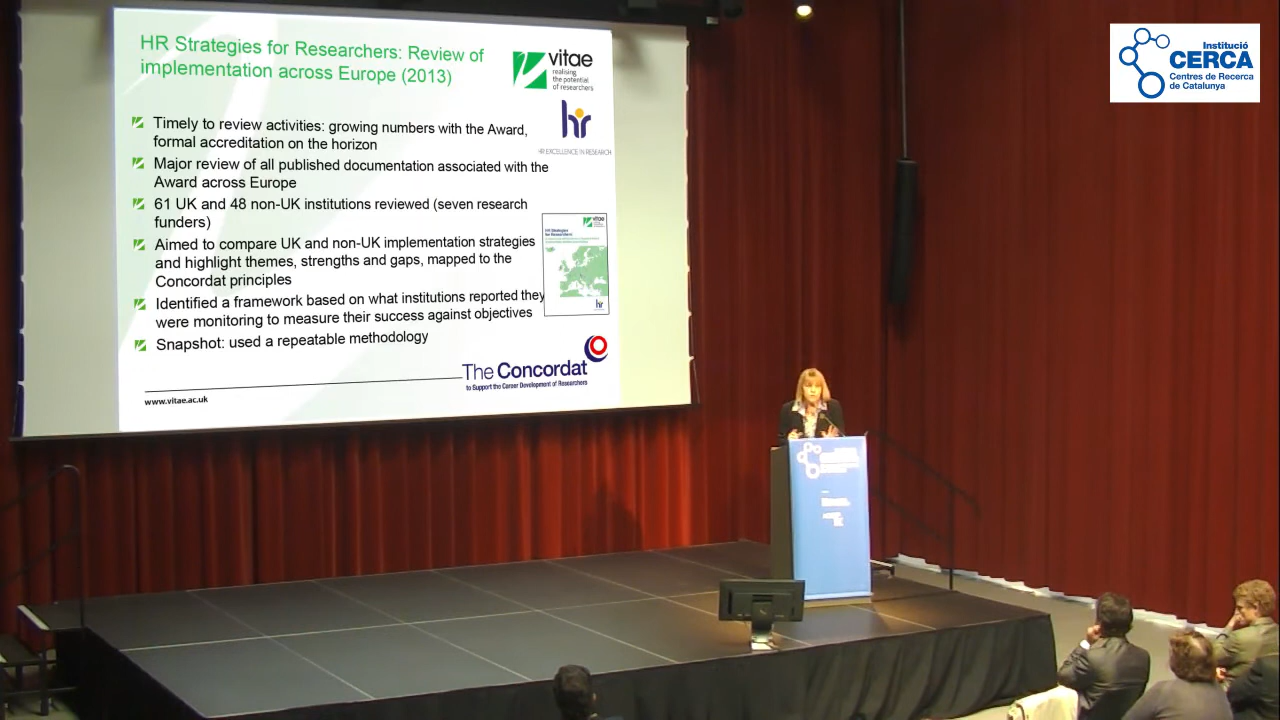 HR Strategies for Researchers: Review of
implementation across Europe (2013)
vitae
realising
the potential
of researchers
hr
HR EXCELLENCE IN RESEARCH
Timely to review activities: growing numbers with the Award,
formal accreditation on the horizon
Major review of all published documentation associated with the
Award across Europe
61 UK and 48 non-UK institutions reviewed (seven research
funders)
Aimed to compare UK and non-UK implementation strategies
and highlight themes, strengths and gaps, mapped to the
Concordat principles
Identified a framework based on what institutions reported they
were monitoring to measure their success against objectives
Snapshot: used a repeatable methodology
vitae
HR Strategies
for Researchers:
hr
The Concordat
to Support the Career Development of Researchers
www.vitae.ac.uk
Institució
CERCA
Centres de Recerca
de Catalunya